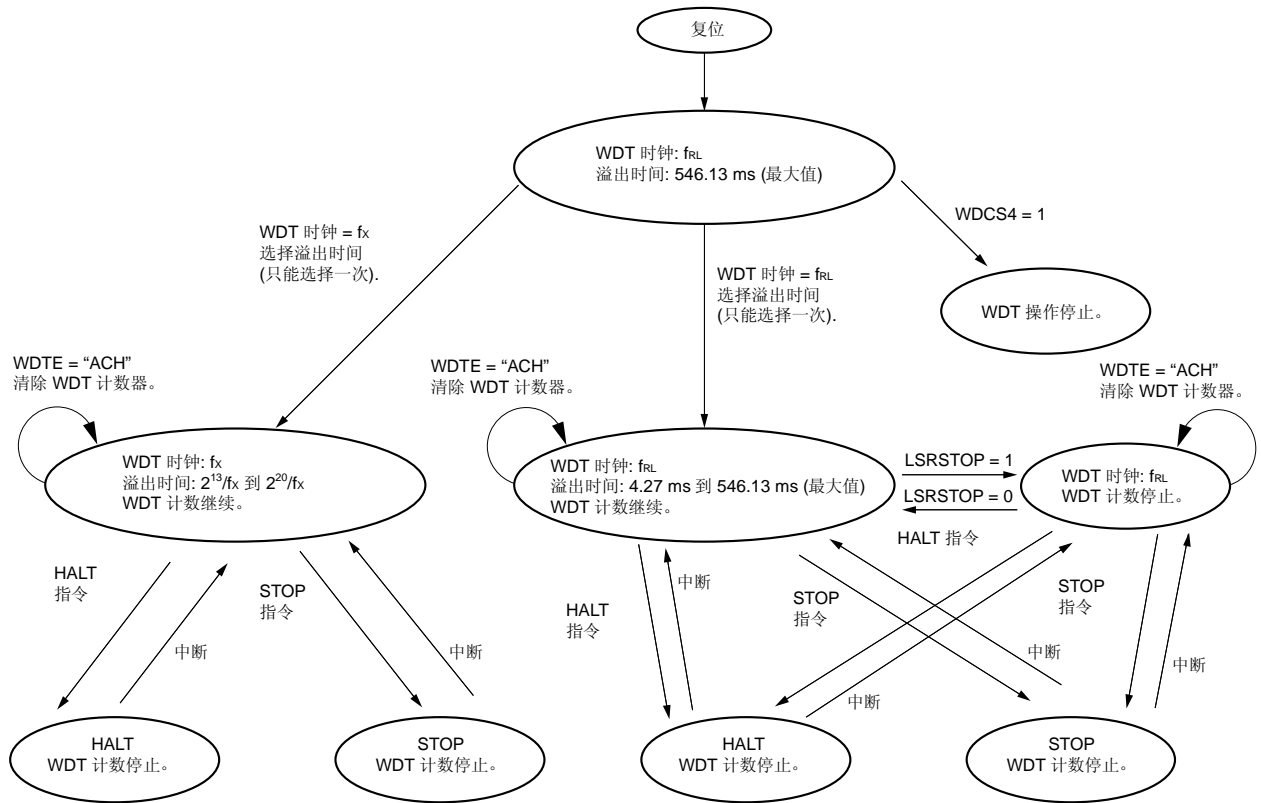 复位
WDT 时钟: fRL
溢出时间: 546.13 ms (最大值)
WDCS4 = 1
WDT 时钟 = fX
选择溢出时间
(只能选择一次).
WDT 时钟 = fRL
选择溢出时间
(只能选择一次).
WDT 操作停止。
WDTE = “ACH”
清除 WDT 计数器。
WDTE = “ACH”
清除 WDT 计数器。
WDTE = “ACH”
清除 WDT 计数器。
WDT 时钟: fX
溢出时间: 2¹³/fX 到 2²⁰/fX
WDT 计数继续。
WDT 时钟: fRL
溢出时间: 4.27 ms 到 546.13 ms (最大值)
WDT 计数继续。
LSRSTOP = 1
LSRSTOP = 0
WDT 时钟: fRL
WDT 计数停止。
HALT 指令
HALT
指令
中断
STOP
指令
中断
HALT
指令
中断
STOP
指令
中断
中断
STOP
指令
中断
HALT
WDT 计数停止。
STOP
WDT 计数停止。
HALT
WDT 计数停止。
STOP
WDT 计数停止。